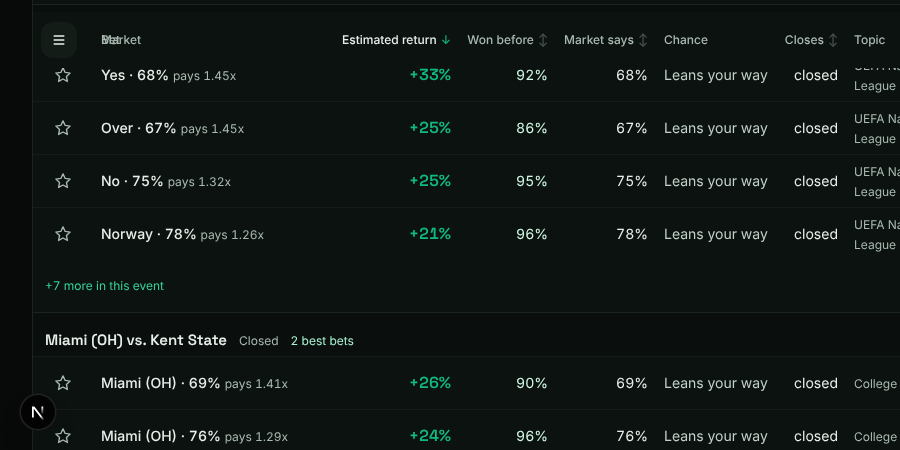 Market Estimated return ↓ Won before Market says Chance Closes Topic
Yes · 68% pays 1.45x +33% 92% 68% Leans your way closed
League
Over · 67% pays 1.45x +25% 86% 67% Leans your way closed UEFA
League
No · 75% pays 1.32x +25% 95% 75% Leans your way closed UEFA
League
Norway · 78% pays 1.26x +21% 96% 78% Leans your way closed UEFA
League
+7 more in this event
Miami (OH) vs. Kent State Closed 2 best bets
Miami (OH) · 69% pays 1.41x +26% 90% 69% Leans your way closed College
Miami (OH) · 76% pays 1.29x +24% 96% 76% Leans your way closed College
N